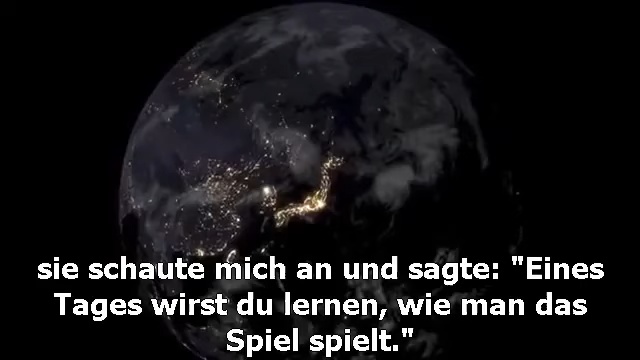 sie schaute mich an und sagte: "Eines
Tages wirst du lernen, wie man das
Spiel spielt."